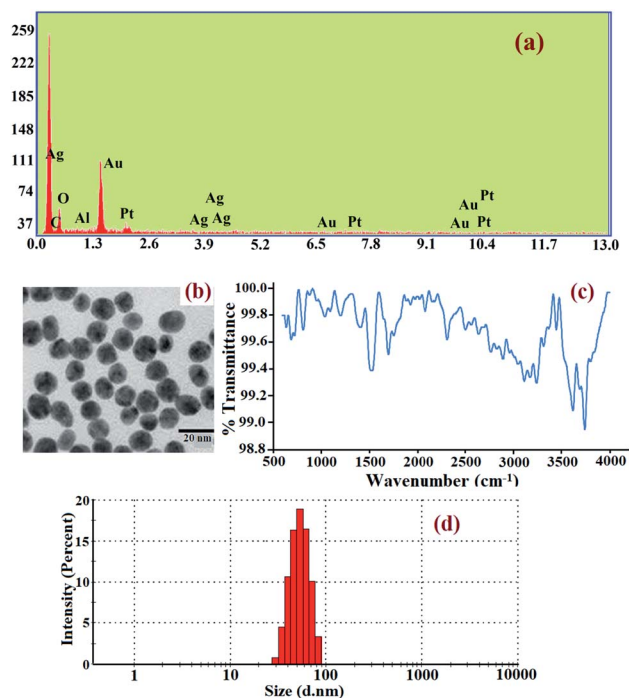 (a)
259
222
185
148
111
74
37
Ag
C
O
Al
Au
Pt
Ag
Ag
Ag
Au
Pt
Au
Pt
Au
Pt
0.0 1.3 2.6 3.9 5.2 6.5 7.8 9.1 10.4 11.7 13.0
(b)
20 nm
(c)
% Transmittance
100.0
99.8
99.6
99.4
99.2
99.0
98.8
500 1000 1500 2000 2500 3000 3500 4000
Wavenumber (cm-1)
(d)
Intensity (Percent)
20
15
10
5
0
1 10 100 1000 10000
Size (d.nm)